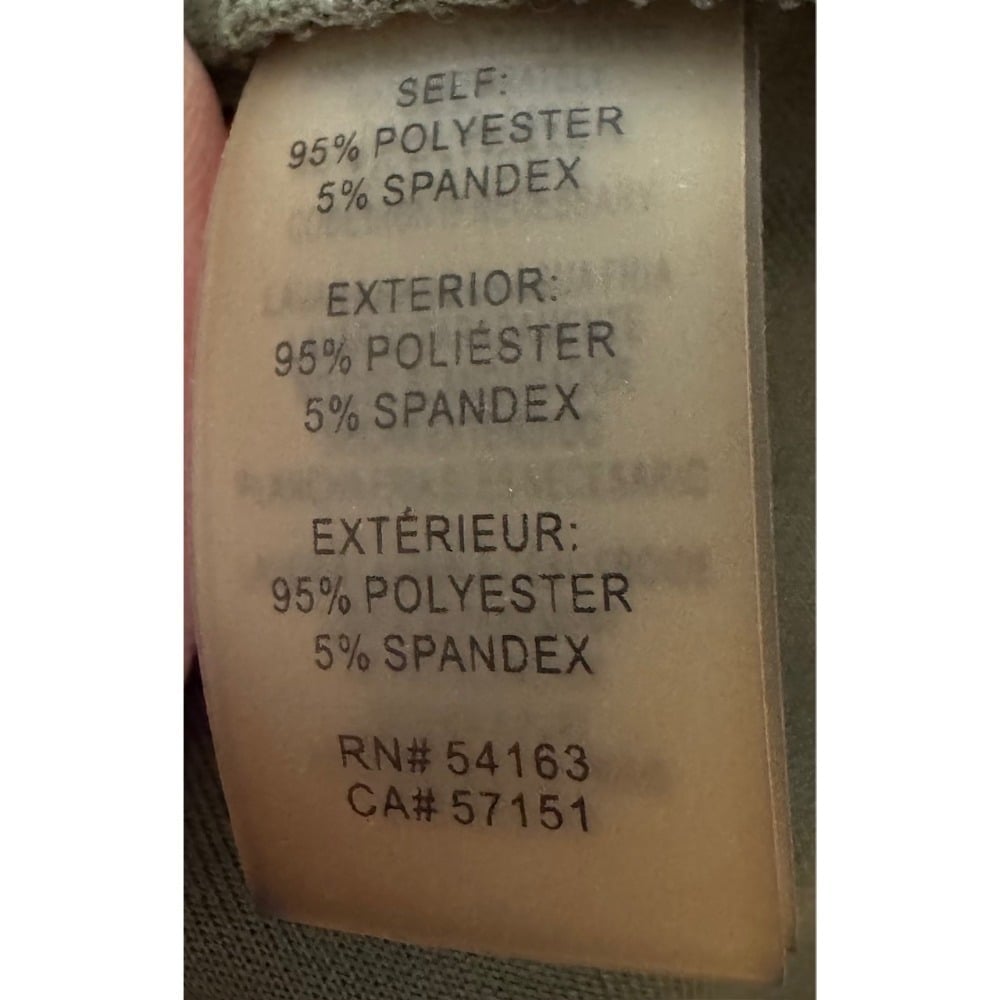 SELF:
95% POLYESTER
5% SPANDEX
EXTERIOR:
95% POLIÉSTER
5% SPANDEX
EXTÉRIEUR:
95% POLYESTER
5% SPANDEX
RN# 54163
CA# 57151